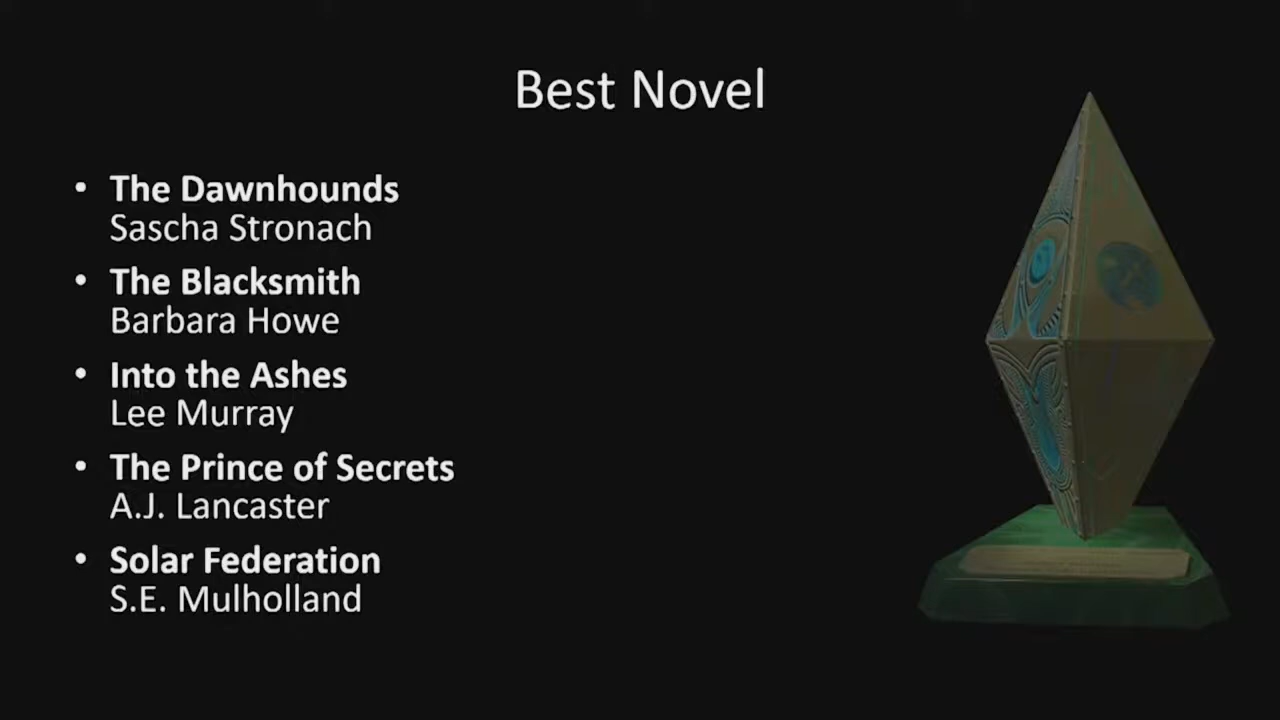 Best Novel
• The Dawnhounds
Sascha Stronach
• The Blacksmith
Barbara Howe
• Into the Ashes
Lee Murray
• The Prince of Secrets
A.J. Lancaster
• Solar Federation
S.E. Mulholland